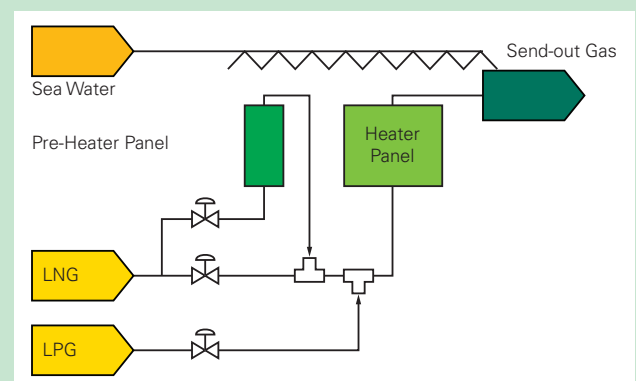 Send-out Gas
Sea Water
Pre-Heater Panel
Heater
Panel
LNG
LPG